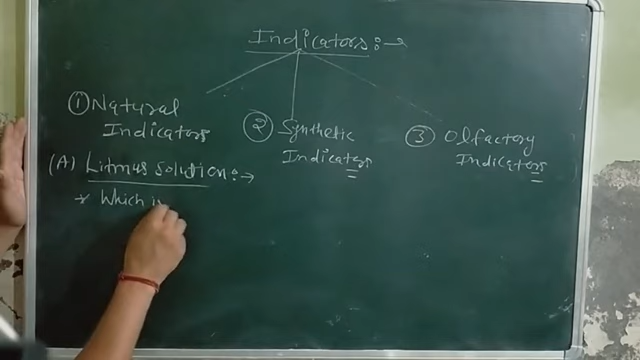 Indicators:→
① Natural
Indicators
② Synthetic
Indicators
③ Olfactory
Indicators
(A) Litmus solution:→
* Which is